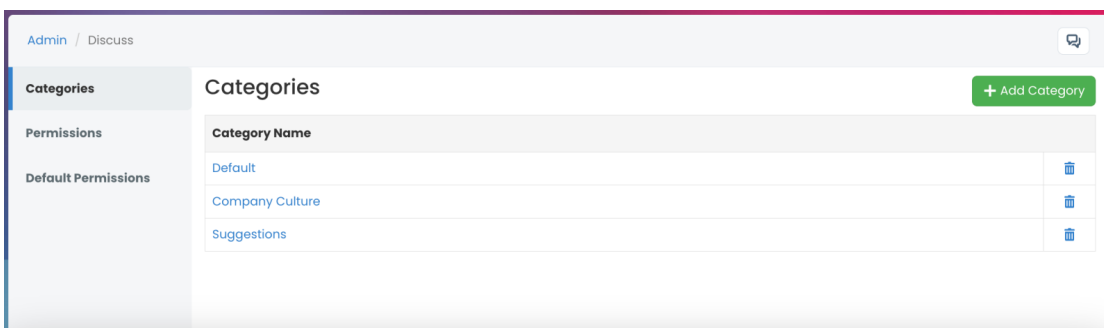 Admin / Discuss
Categories
Permissions
Default Permissions
Categories
+ Add Category
Category Name
Default
Company Culture
Suggestions